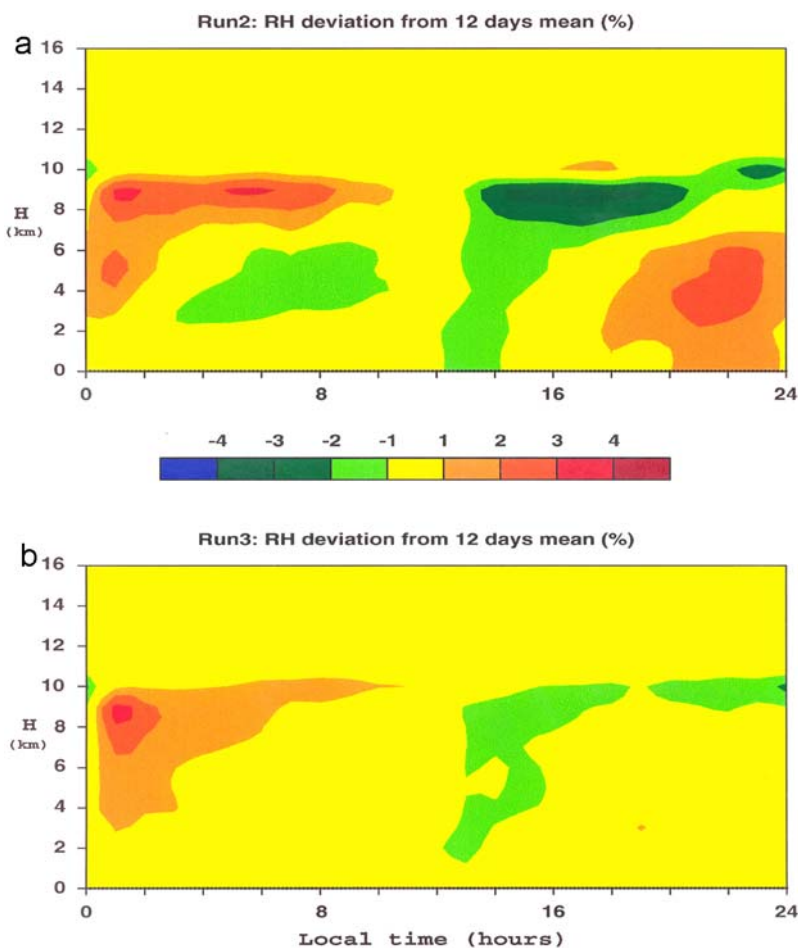 a
Run2: RH deviation from 12 days mean (%)
16
14
12
10
H
(km)
8
6
4
2
0
0 8 16 24
-4 -3 -2 -1 1 2 3 4
b
Run3: RH deviation from 12 days mean (%)
16
14
12
10
H
(km)
8
6
4
2
0
0 8 16 24
Local time (hours)